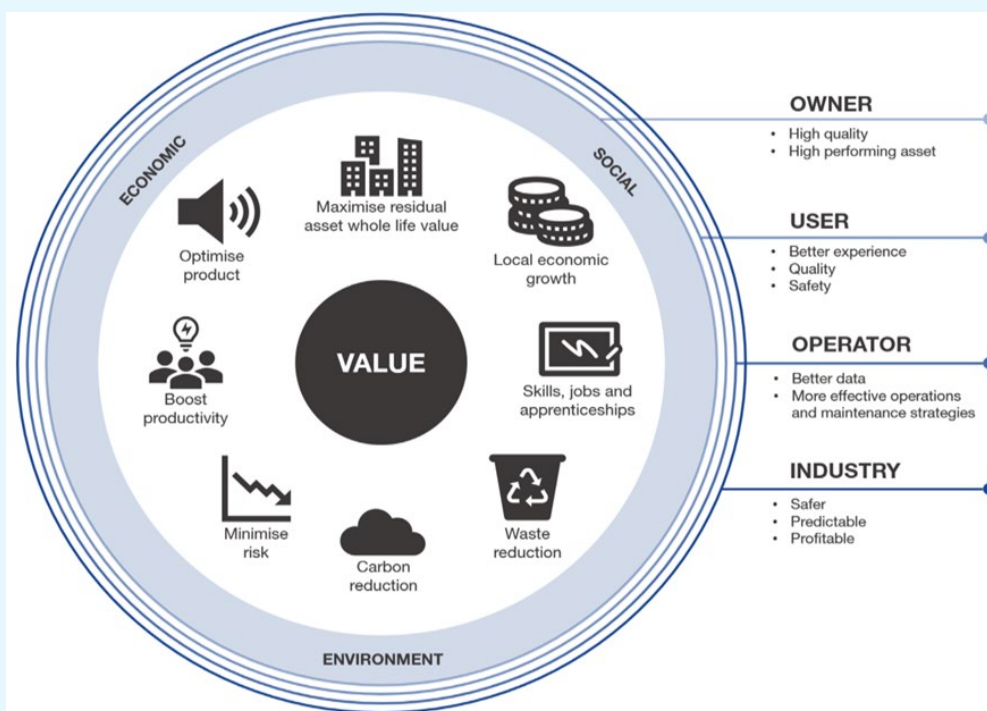 ECONOMIC
SOCIAL
Maximise residual
asset whole life value
Optimise
product
Local economic
growth
VALUE
Boost
productivity
Skills, jobs and
apprenticeships
Minimise
risk
Carbon
reduction
Waste
reduction
ENVIRONMENT
OWNER
• High quality
• High performing asset
USER
• Better experience
• Quality
• Safety
OPERATOR
• Better data
• More effective operations
and maintenance strategies
INDUSTRY
• Safer
• Predictable
• Profitable